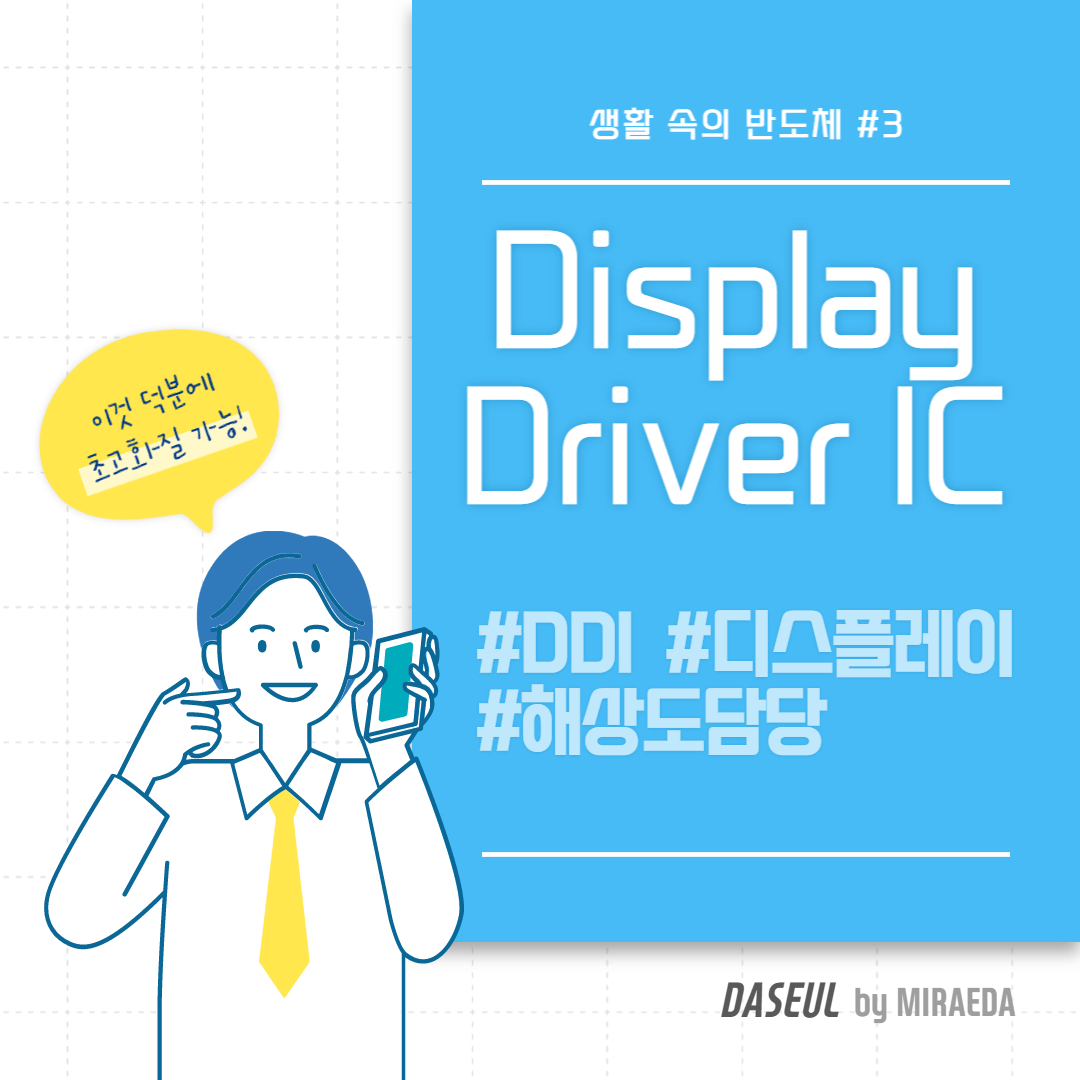 생활 속의 반도체 #3
Display
Driver IC
이것 덕분에
초고화질 가능!
#DDI #디스플레이
#해상도담당
DASEUL by MIRAEDA